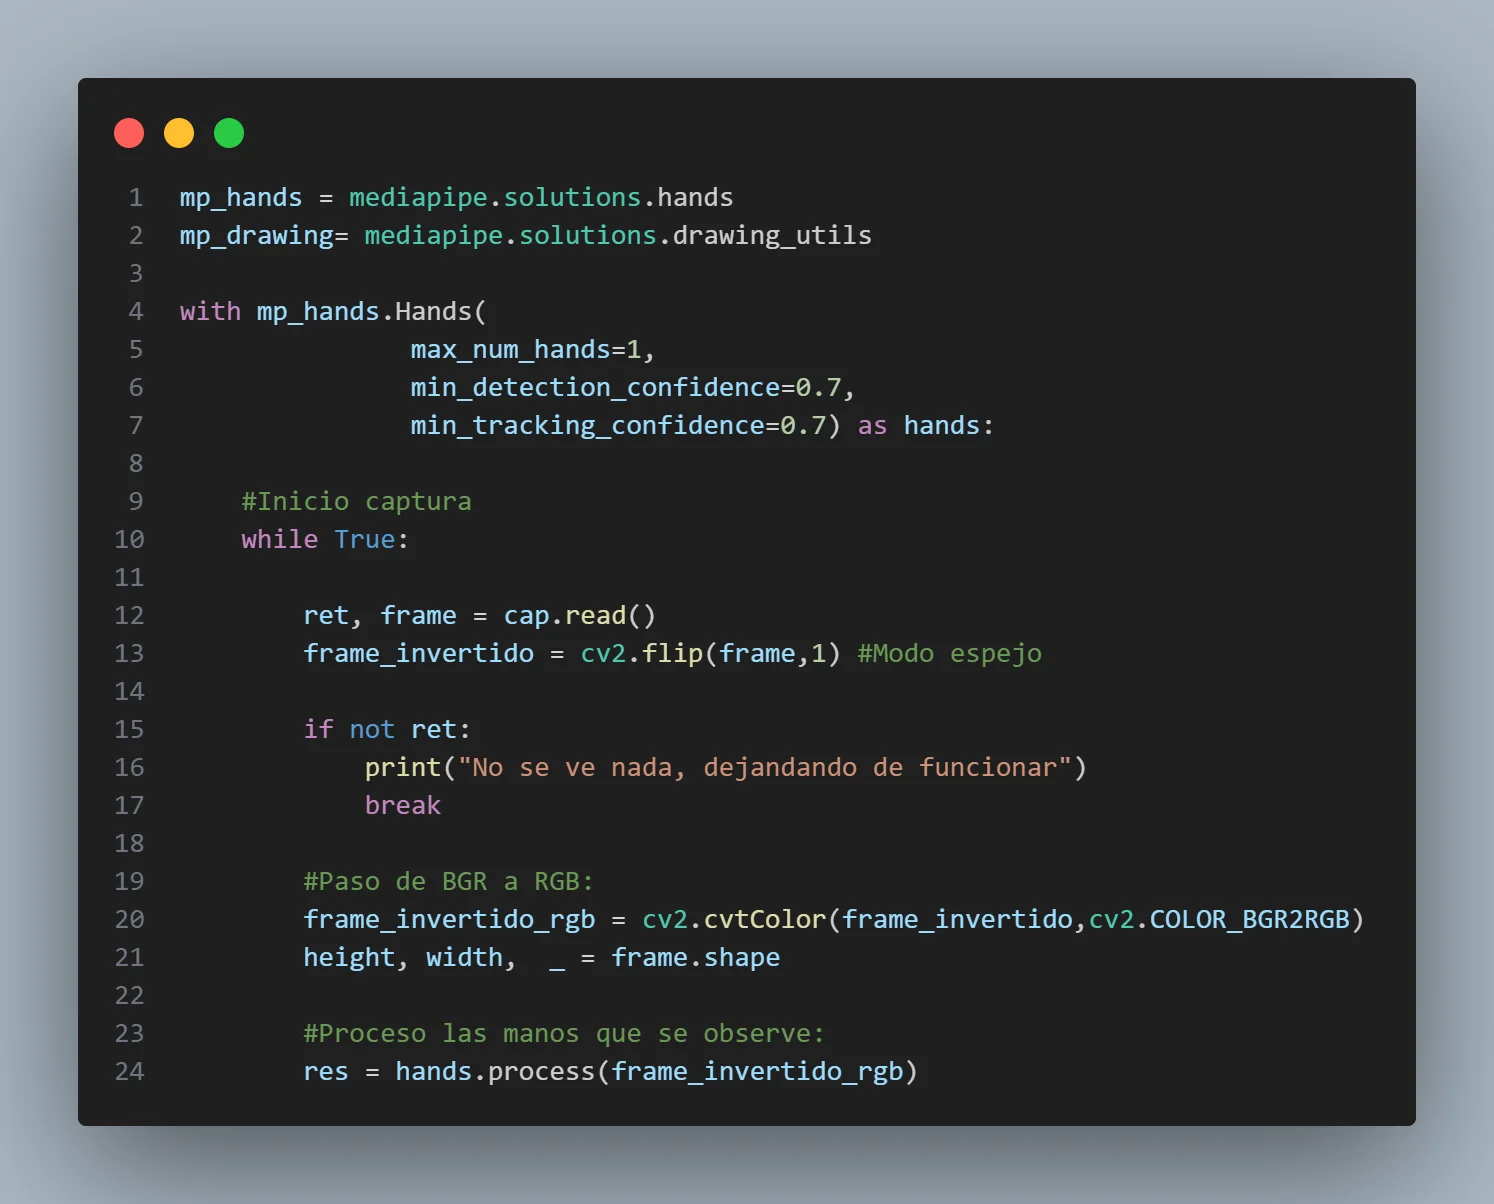 1 mp_hands = mediapipe.solutions.hands
2 mp_drawing= mediapipe.solutions.drawing_utils
3
4 with mp_hands.Hands(
5                max_num_hands=1,
6                min_detection_confidence=0.7,
7                min_tracking_confidence=0.7) as hands:
8
9     #Inicio captura
10     while True:
11
12         ret, frame = cap.read()
13         frame_invertido = cv2.flip(frame,1) #Modo espejo
14
15         if not ret:
16             print("No se ve nada, dejandando de funcionar")
17             break
18
19         #Paso de BGR a RGB:
20         frame_invertido_rgb = cv2.cvtColor(frame_invertido,cv2.COLOR_BGR2RGB)
21         height, width,  _ = frame.shape
22
23         #Proceso las manos que se observe:
24         res = hands.process(frame_invertido_rgb)